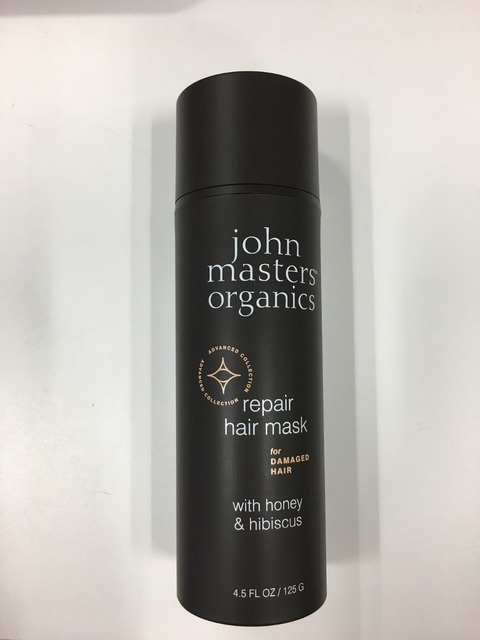 john
masters™
organics
ADVANCED COLLECTION
ADVANCED COLLECTION
repair
hair mask
for
DAMAGED
HAIR
with honey
& hibiscus
4.5 FL OZ / 125 G